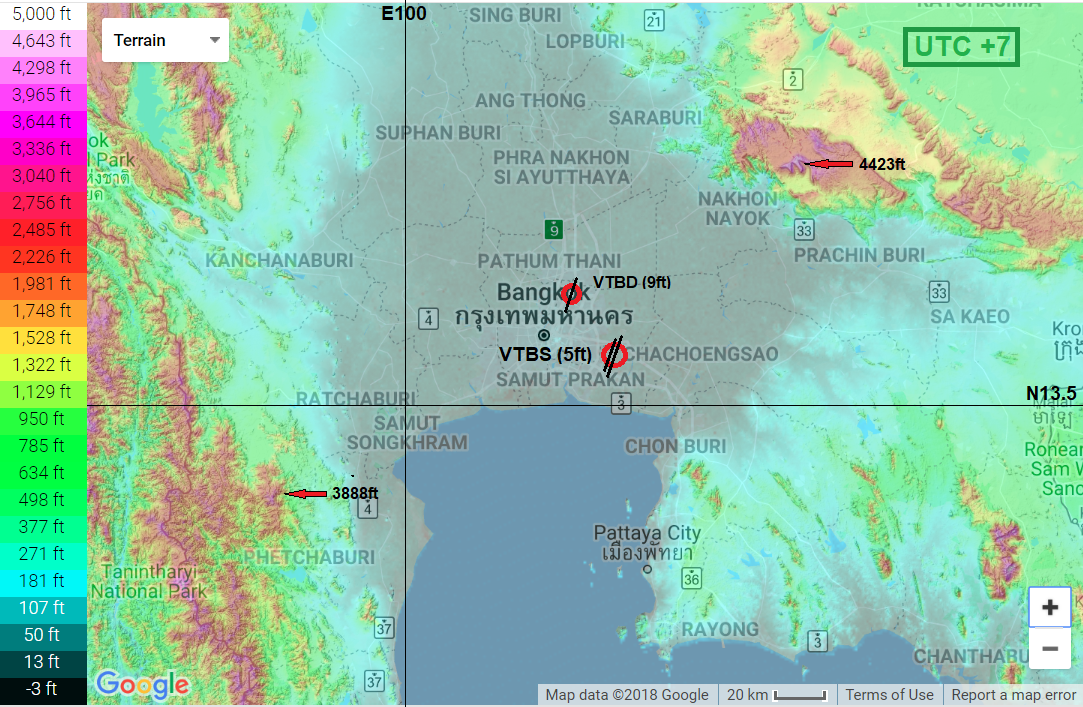 5,000 ft
4,643 ft
4,298 ft
3,965 ft
3,644 ft
3,336 ft
3,040 ft
2,756 ft
2,485 ft
2,226 ft
1,981 ft
1,748 ft
1,528 ft
1,322 ft
1,129 ft
950 ft
785 ft
634 ft
498 ft
377 ft
271 ft
181 ft
107 ft
50 ft
13 ft
-3 ft
Terrain
E100
SING BURI
21
LOPBURI
UTC +7
2
ANG THONG
SARABURI
SUPHAN BURI
PHRA NAKHON
SI AYUTTHAYA
4423ft
Park
NAKHON
NAYOK
9
33
KANCHANABURI
PATHUM THANI
PRACHIN BURI
Bangkok
VTBD (9ft)
33
4
กรุงเทพมหานคร
SA KAEO
VTBS (5ft)
CHACHOENGSAO
SAMUT PRAKAN
N13.5
RATCHABURI
3
SAMUT
SONGKHRAM
CHON BURI
3888ft
4
Pattaya City
เมืองพัทยา
PHETCHABURI
36
Tanintharyi
National Park
37
RAYONG
3
37
Google
Map data ©2018 Google
20 km
Terms of Use
Report a map error